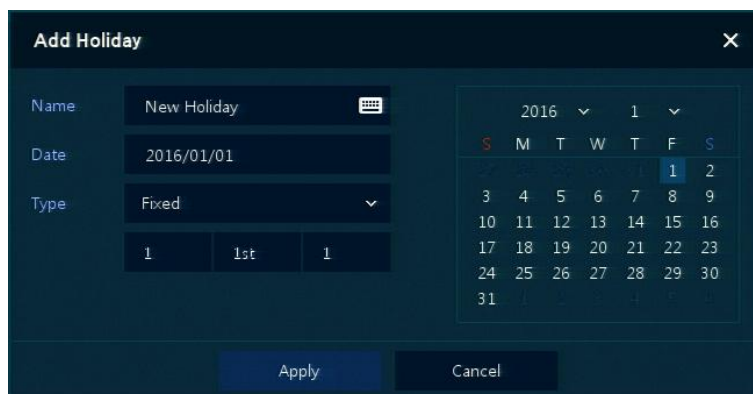 Add Holiday
Name New Holiday
Date 2016/01/01
Type Fixed
1 1st 1
2016 1
S M T W T F S
1 2
3 4 5 6 7 8 9
10 11 12 13 14 15 16
17 18 19 20 21 22 23
24 25 26 27 28 29 30
31
Apply Cancel